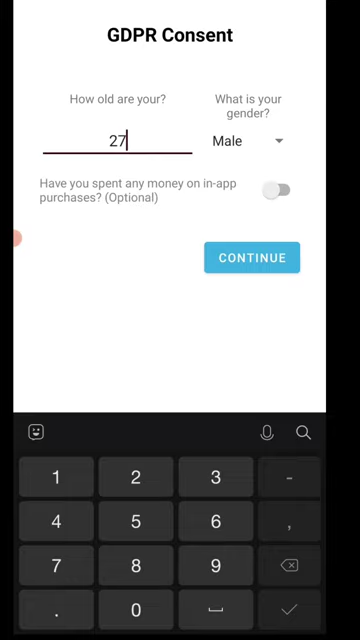 GDPR Consent
How old are your?
What is your
gender?
27
Male
Have you spent any money on in-app
purchases? (Optional)
CONTINUE
1 2 3 -
4 5 6 ,
7 8 9
. 0